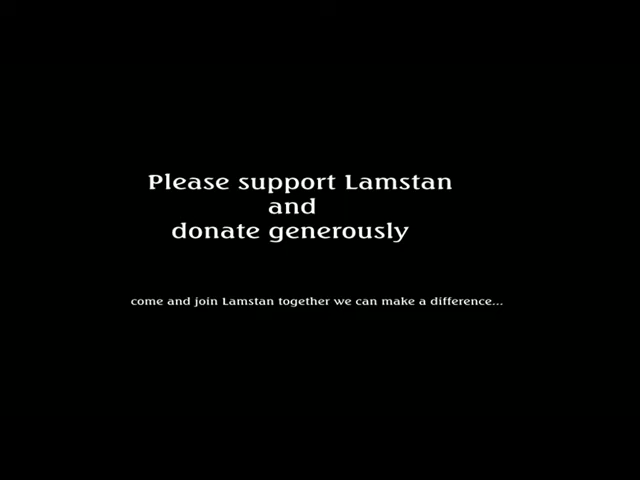 Please support Lamstan
and
donate generously
come and join Lamstan together we can make a difference...